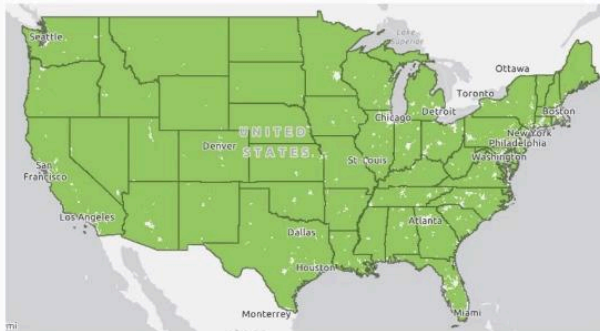 Lake
Superior
Seattle
Ottawa
Toronto
Boston
Chicago
Detroit
New York
Philadelphia
UNITED
STATES
Denver
St. Louis
Washington
San
Francisco
Los Angeles
Atlanta
Dallas
Houston
Monterrey
Miami
mi